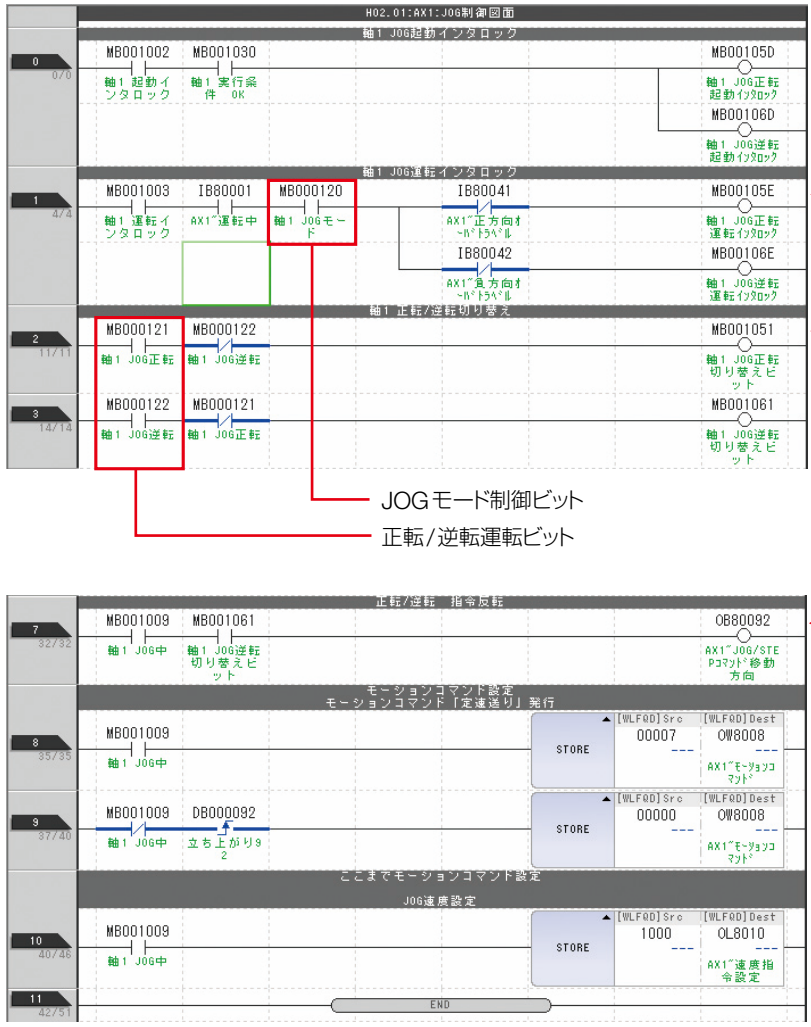 H02.01:AX1:JOG制御図面
軸1 JOG起動インタロック
0
0/0
MB001002 MB001030 MB00105D
軸1 起動イ
ンタロック
軸1 実行条
件 OK
軸1 JOG正転
起動インタロック
MB00106D
軸1 JOG逆転
起動インタロック
軸1 JOG運転インタロック
1
4/4
MB001003 IB80001 MB000120 IB80041 MB00105E
軸1 運転イ
ンタロック
AX1"運転中
軸1 JOGモー
ド
AX1"正方向オ
ーバトラベル
軸1 JOG正転
運転インタロック
IB80042 MB00106E
AX1"負方向オ
ーバトラベル
軸1 JOG逆転
運転インタロック
軸1 正転/逆転切り替え
2
11/11
MB000121 MB000122 MB001051
軸1 JOG正転 軸1 JOG逆転
軸1 JOG正転
切り替えビ
ット
3
14/14
MB000122 MB000121 MB001061
軸1 JOG逆転 軸1 JOG正転
軸1 JOG逆転
切り替えビ
ット
JOGモード制御ビット
正転/逆転運転ビット
正転/逆転 指令反転
7
32/32
MB001009 MB001061 OB80092
軸1 JOG中
軸1 JOG逆転
切り替えビ
ット
AX1"JOG/STE
Pコマンド移動
方向
モーションコマンド設定
モーションコマンド「定速送り」発行
8
35/35
MB001009
軸1 JOG中
STORE
[WLFQD]Src [WLFQD]Dest
00007 OW8008
--- ---
AX1"モーションコ
マンド
9
37/40
MB001009 DB000092
軸1 JOG中
立ち上がり9
2
STORE
[WLFQD]Src [WLFQD]Dest
00000 OW8008
--- ---
AX1"モーションコ
マンド
ここまでモーションコマンド設定
JOG速度設定
10
40/46
MB001009
軸1 JOG中
STORE
[WLFQD]Src [WLFQD]Dest
1000 OL8010
--- ---
AX1"速度指
令設定
11
42/51
END